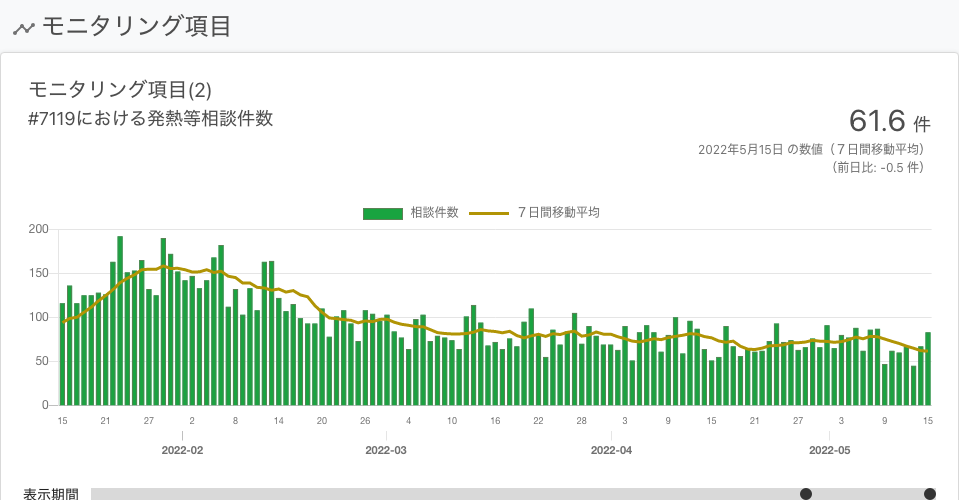 モニタリング項目
モニタリング項目(2)
#7119における発熱等相談件数
61.6 件
2022年5月15日 の数値（７日間移動平均）
（前日比: -0.5 件）
相談件数 ７日間移動平均
200
150
100
50
0
15 21 27 2 8 14 20 26 4 10 16 22 28 3 9 15 21 27 3 9 15
2022-02 2022-03 2022-04 2022-05
表示期間